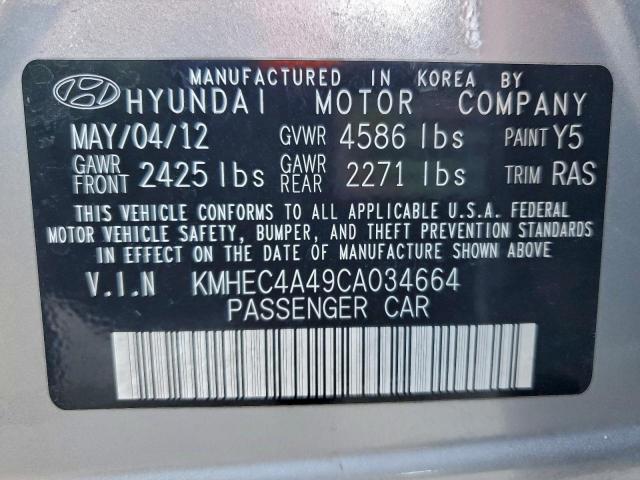 MANUFACTURED IN KOREA BY
HYUNDAI MOTOR COMPANY
MAY/04/12 GVWR 4586 lbs PAINT Y5
GAWR FRONT 2425 lbs GAWR REAR 2271 lbs TRIM RAS
THIS VEHICLE CONFORMS TO ALL APPLICABLE U.S.A. FEDERAL
MOTOR VEHICLE SAFETY, BUMPER, AND THEFT PREVENTION STANDARDS
IN EFFECT ON THE DATE OF MANUFACTURE SHOWN ABOVE
V.I.N KMHEC4A49CA034664
PASSENGER CAR